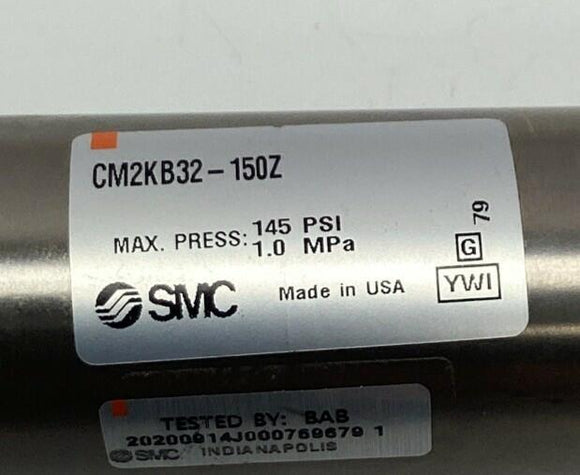 CM2KB32-150Z
MAX. PRESS: 145 PSI
1.0 MPa
79
G
SMC Made in USA
YWI
TESTED BY: BAB
20200914J000769679 1
SMC INDIANAPOLIS